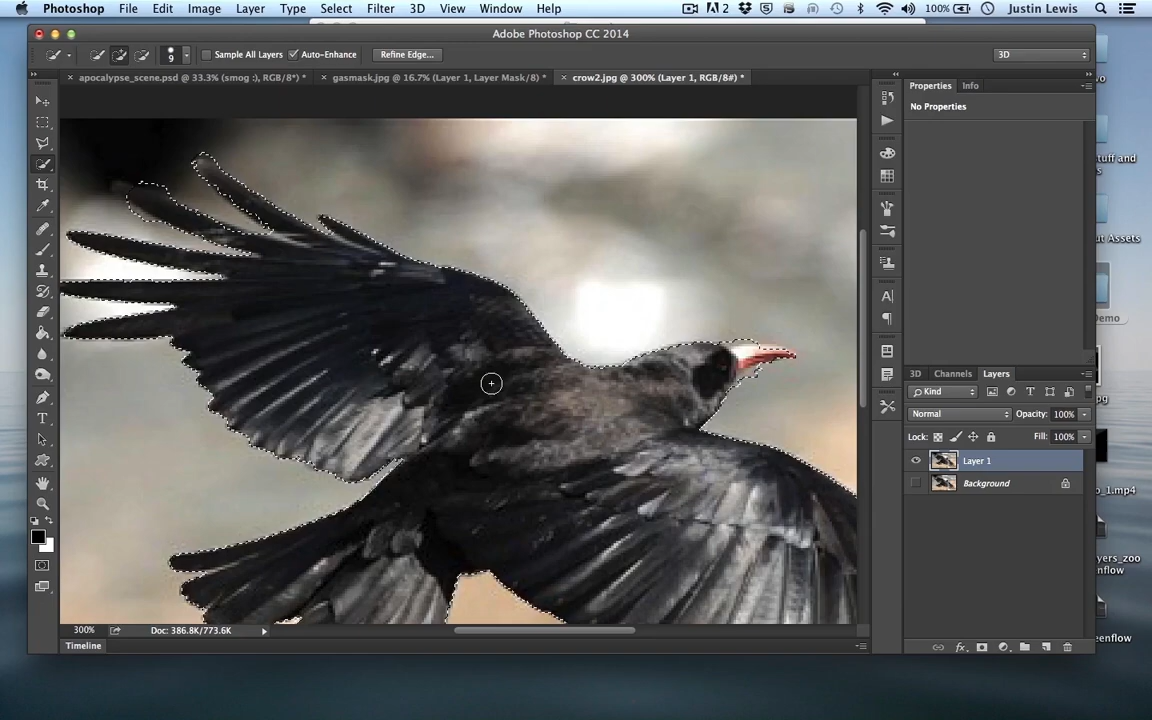 Photoshop File Edit Image Layer Type Select Filter 3D View Window Help 2 100% Justin Lewis
Adobe Photoshop CC 2014
9 Sample All Layers Auto-Enhance Refine Edge... 3D
apocalypse_scene.psd @ 33.3% (smog :), RGB/8*) * gasmask.jpg @ 16.7% (Layer 1, Layer Mask/8) * crow2.jpg @ 300% (Layer 1, RGB/8#) *
Properties Info
No Properties
3D Channels Layers
Kind
Normal Opacity: 100%
Lock: Fill: 100%
Layer 1
Background
300% Doc: 386.8K/773.6K
Timeline
vo
tuff and
s
ut Assets
Demo
pg
o_1.mp4
yers_zoo
enflow
eenflow